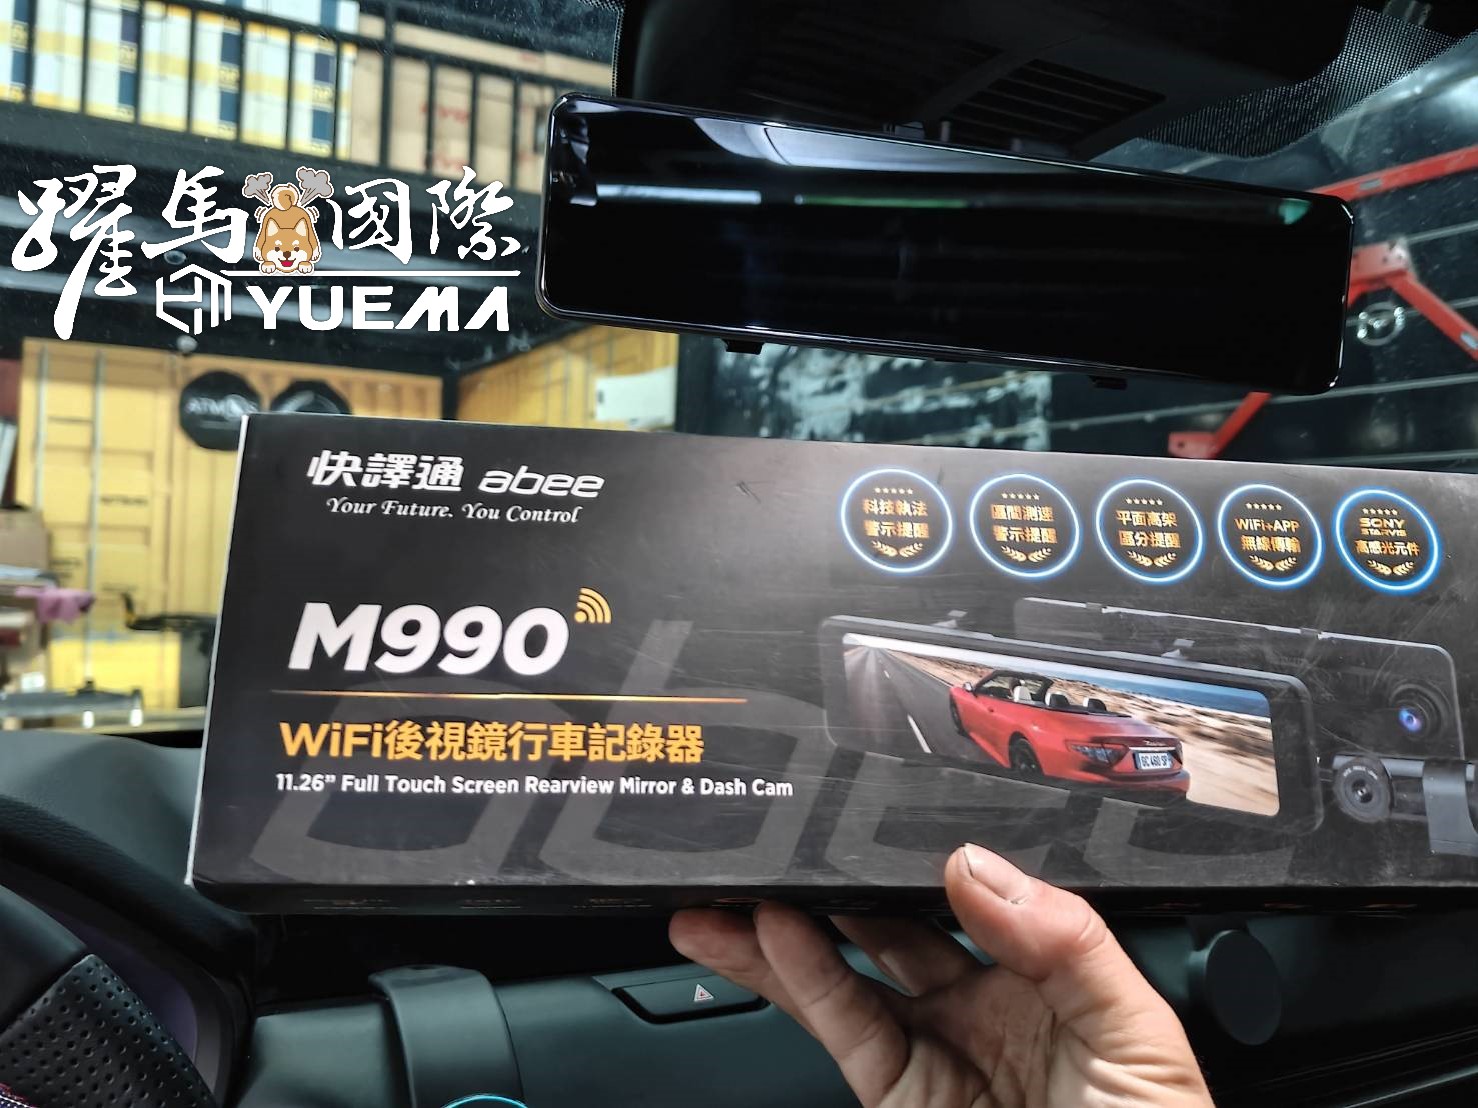 躍馬國際
YUEMA
快譯通 abee
Your Future. You Control
科技執法
警示提醒
區間測速
警示提醒
平面高架
區分提醒
WiFi+APP
無線傳輸
SONY
STARVIS
高感光元件
M990
WiFi後視鏡行車記錄器
11.26” Full Touch Screen Rearview Mirror & Dash Cam